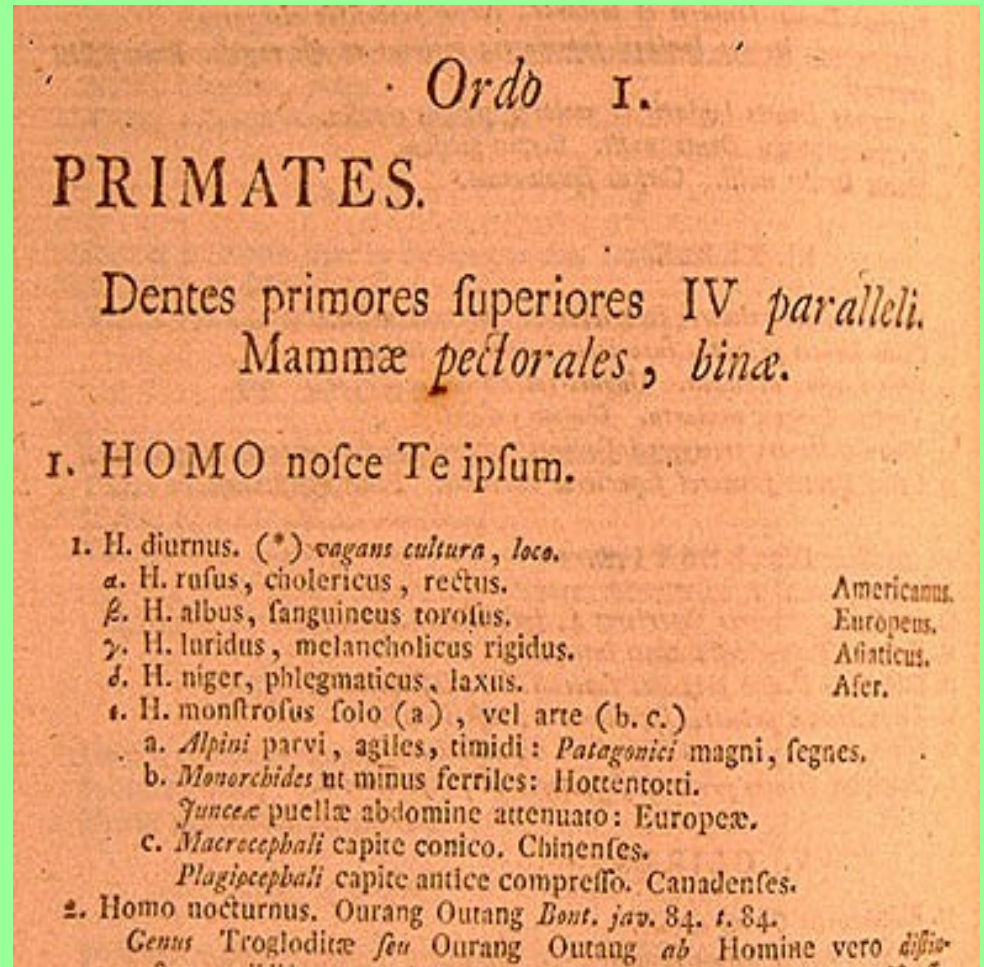 Ordo 1.
PRIMATES.
Dentes primores ſuperiores IV paralleli.
Mammæ pectorales, binæ.
1. HOMO noſce Te ipſum.
1. H. diurnus. (*) vagans cultura, loco.
α. H. rufus, cholericus, rectus. Americanus.
β. H. albus, ſanguineus toroſus. Europeus.
γ. H. luridus, melancholicus rigidus. Aſiaticus.
δ. H. niger, phlegmaticus, laxus. Afer.
ε. H. monſtroſus ſolo (a), vel arte (b. c.)
a. Alpini parvi, agiles, timidi: Patagonici magni, ſegnes.
b. Monorchides ut minus ferriles: Hottentotti.
Junceæ puellæ abdomine attenuato: Europeæ.
c. Macrocephali capite conico. Chinenſes.
Plagiocephali capite antice compreſſo. Canadenſes.
2. Homo nocturnus. Ourang Outang Bont. jav. 84. t. 84.
Genus Trogloditæ ſeu Ourang Outang ab Homine vero